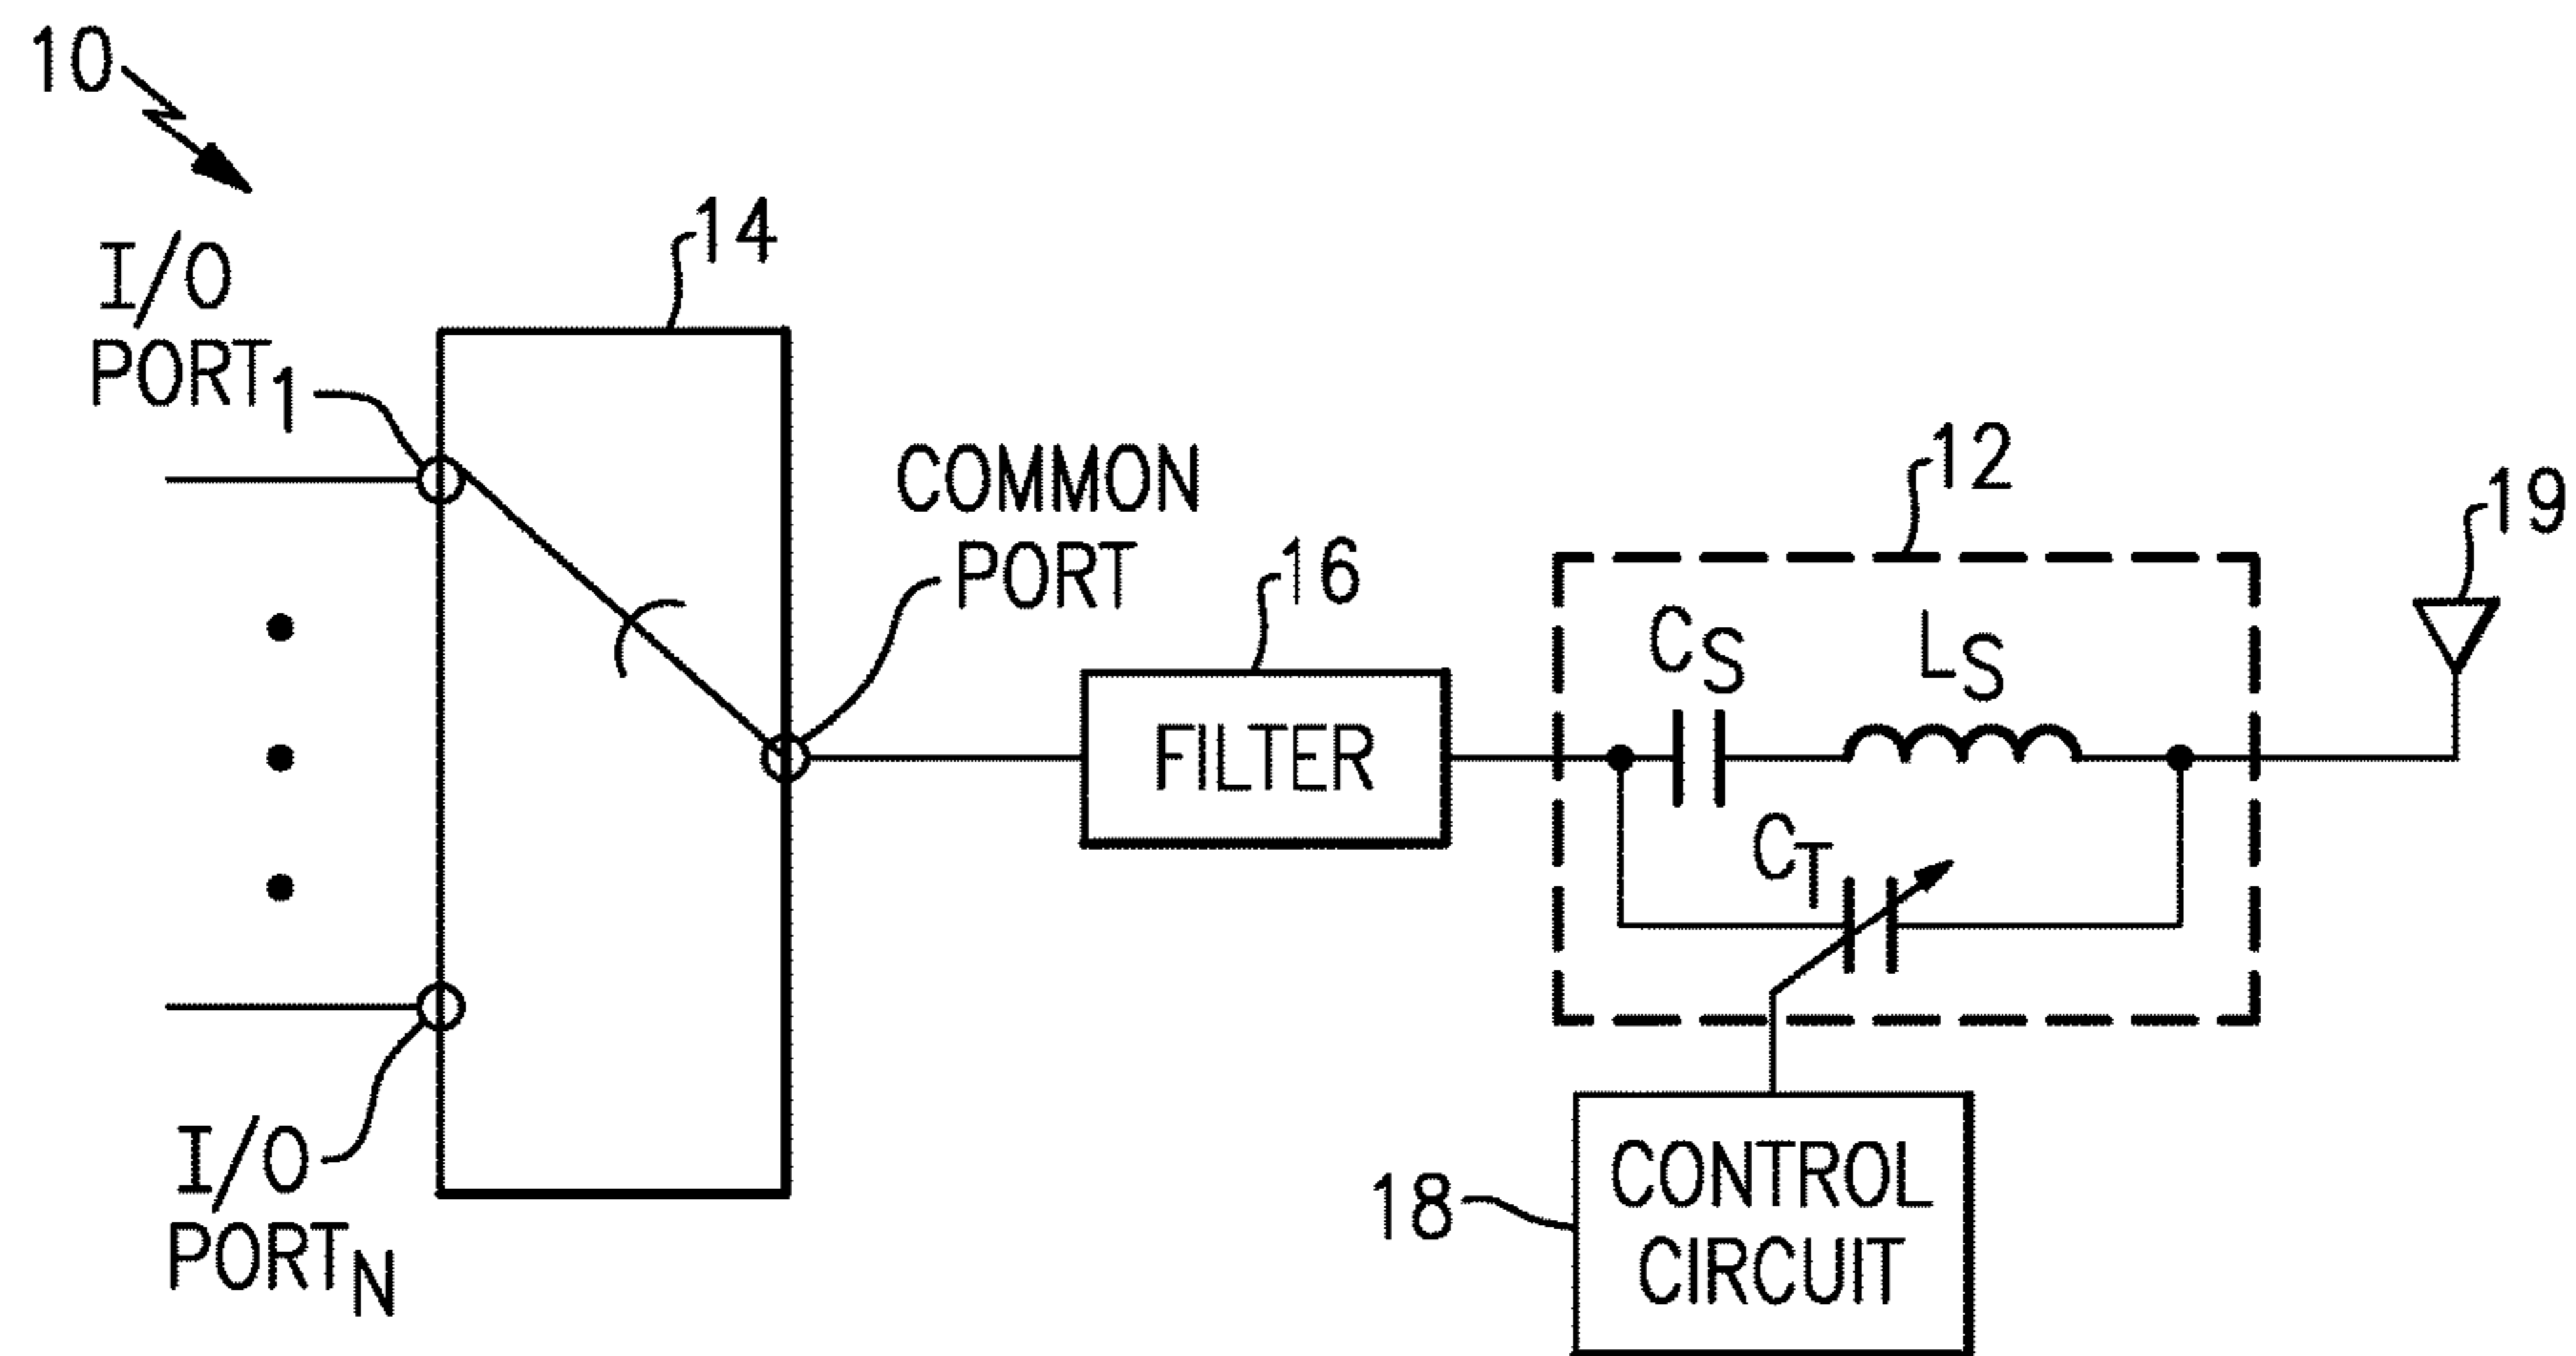 10
I/O
PORT1
14
COMMON
PORT
16
FILTER
12
19
CS
LS
CT
I/O
PORTN
18
CONTROL
CIRCUIT